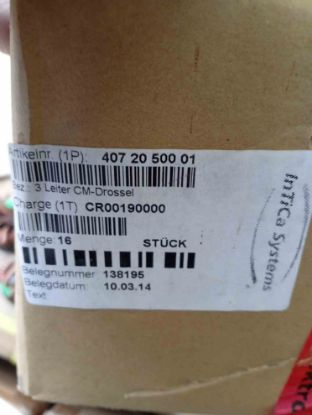 Artikelnr. (1P): 407 20 500 01
Bez.: 3 Leiter CM-Drossel
Charge (1T) CR00190000
Menge 16 STÜCK
Belegnummer 138195
Belegdatum 10.03.14
Text
InTiCa Systems